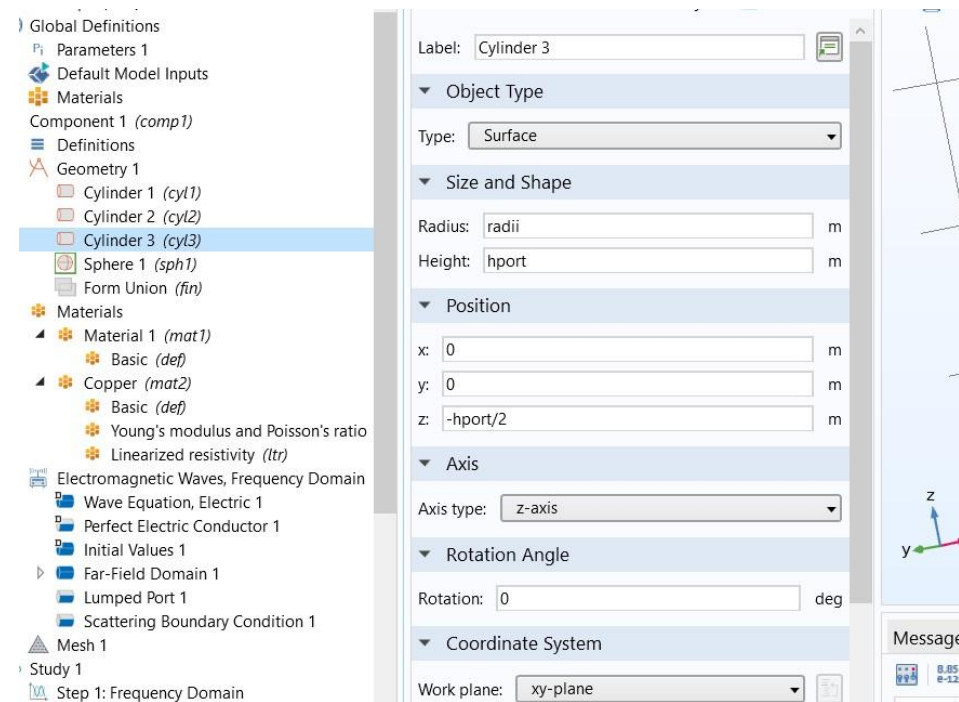 Global Definitions
Pi Parameters 1
Default Model Inputs
Materials
Component 1 (comp1)
Definitions
Geometry 1
Cylinder 1 (cyl1)
Cylinder 2 (cyl2)
Cylinder 3 (cyl3)
Sphere 1 (sph1)
Form Union (fin)
Materials
Material 1 (mat1)
Basic (def)
Copper (mat2)
Basic (def)
Young's modulus and Poisson's ratio
Linearized resistivity (ltr)
Electromagnetic Waves, Frequency Domain
Wave Equation, Electric 1
Perfect Electric Conductor 1
Initial Values 1
Far-Field Domain 1
Lumped Port 1
Scattering Boundary Condition 1
Mesh 1
Study 1
Step 1: Frequency Domain
Label: Cylinder 3
Object Type
Type: Surface
Size and Shape
Radius: radii m
Height: hport m
Position
x: 0 m
y: 0 m
z: -hport/2 m
Axis
Axis type: z-axis
Rotation Angle
Rotation: 0 deg
Coordinate System
Work plane: xy-plane
z
y
Message
8.85
e-12